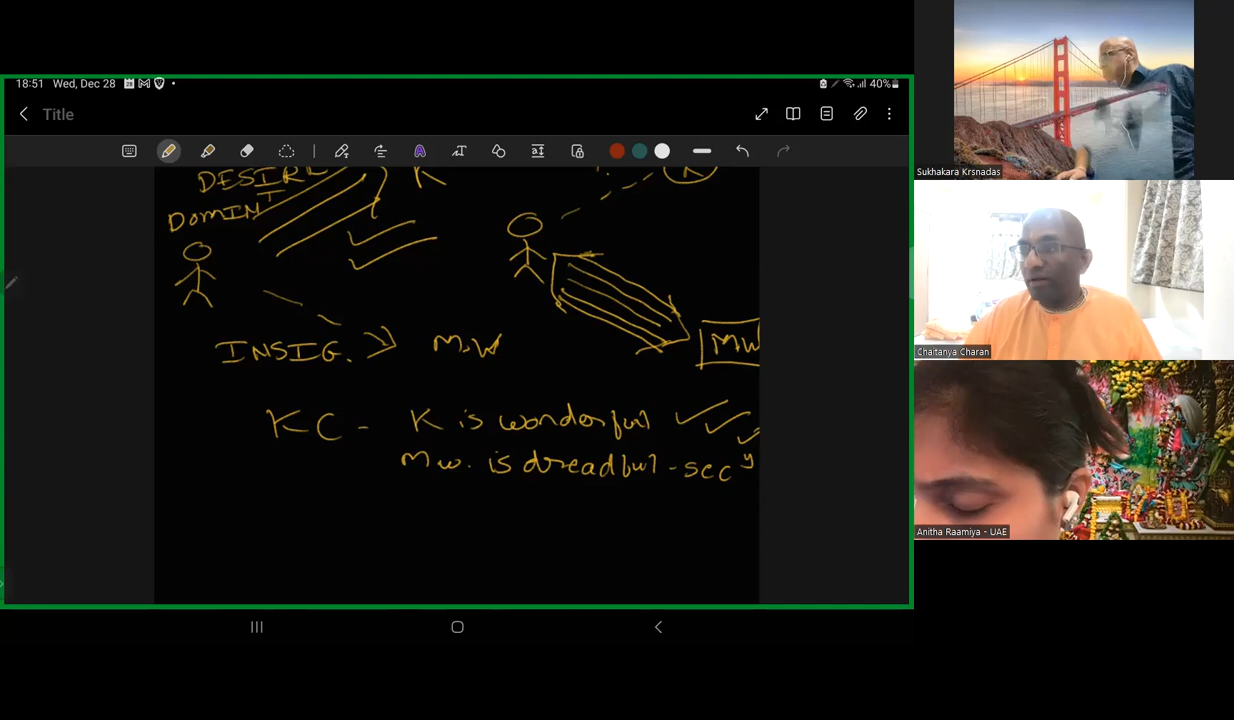 18:51 Wed, Dec 28
40%
Title
DESIRE
K
DOMINT
K
INSIG.
M.W
MW
KC - K is wonderful
M w. is dreadful - sec y
Sukhakara Krsnadas
Chaitanya Charan
Anitha Raamiya - UAE